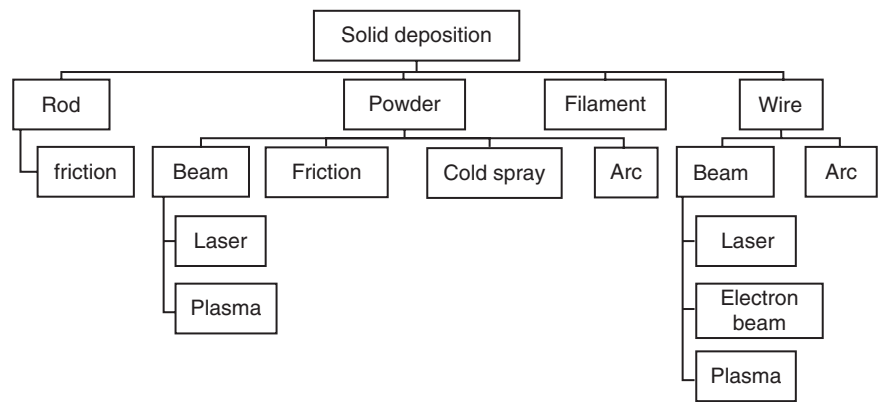 Solid deposition
Rod
Powder
Filament
Wire
friction
Beam
Friction
Cold spray
Arc
Beam
Arc
Laser
Plasma
Laser
Electron
beam
Plasma